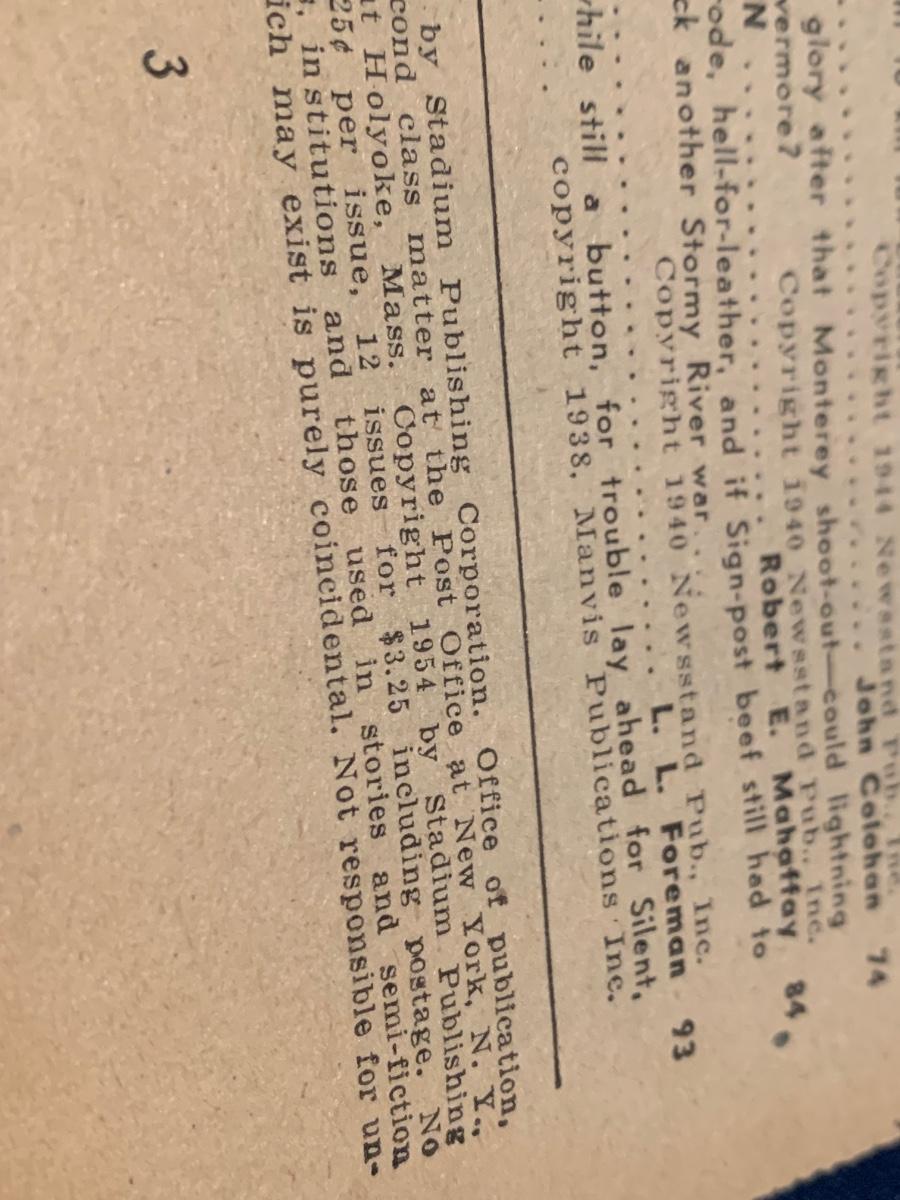 Copyright 1944 Newsstand Pub., Inc.
. . . . . . . . . . . . . . . John Colohan 74
glory after that Monterey shoot-out—could lightning
vermore? Copyright 1940 Newsstand Pub., Inc.
N . . . . . . . . . . . . . . . Robert E. Mahaffay 84
ode, hell-for-leather, and if Sign-post beef still had to
ck another Stormy River war.
Copyright 1940 Newsstand Pub., Inc.
. . . . . . . . . . . . . . . . . . . L. L. Foreman 93
hile still a button, for trouble lay ahead for Silent,
. . . . copyright 1938, Manvis Publications Inc.
by Stadium Publishing Corporation. Office of publication,
cond class matter at the Post Office at New York, N. Y.,
at Holyoke, Mass. Copyright 1954 by Stadium Publishing
25¢ per issue, 12 issues for $3.25 including postage. No
s, institutions and those used in stories and semi-fiction
ich may exist is purely coincidental. Not responsible for un-
3